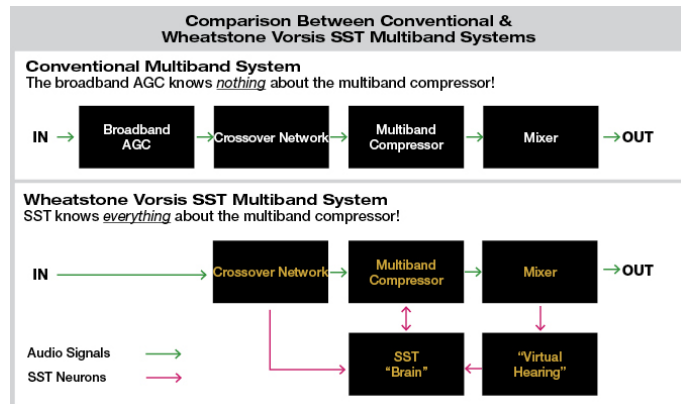 Comparison Between Conventional &
Wheatstone Vorsis SST Multiband Systems
Conventional Multiband System
The broadband AGC knows nothing about the multiband compressor!
IN
Broadband
AGC
Crossover Network
Multiband
Compressor
Mixer
OUT
Wheatstone Vorsis SST Multiband System
SST knows everything about the multiband compressor!
IN
Crossover Network
Multiband
Compressor
Mixer
OUT
Audio Signals
SST Neurons
SST
“Brain”
“Virtual
Hearing”